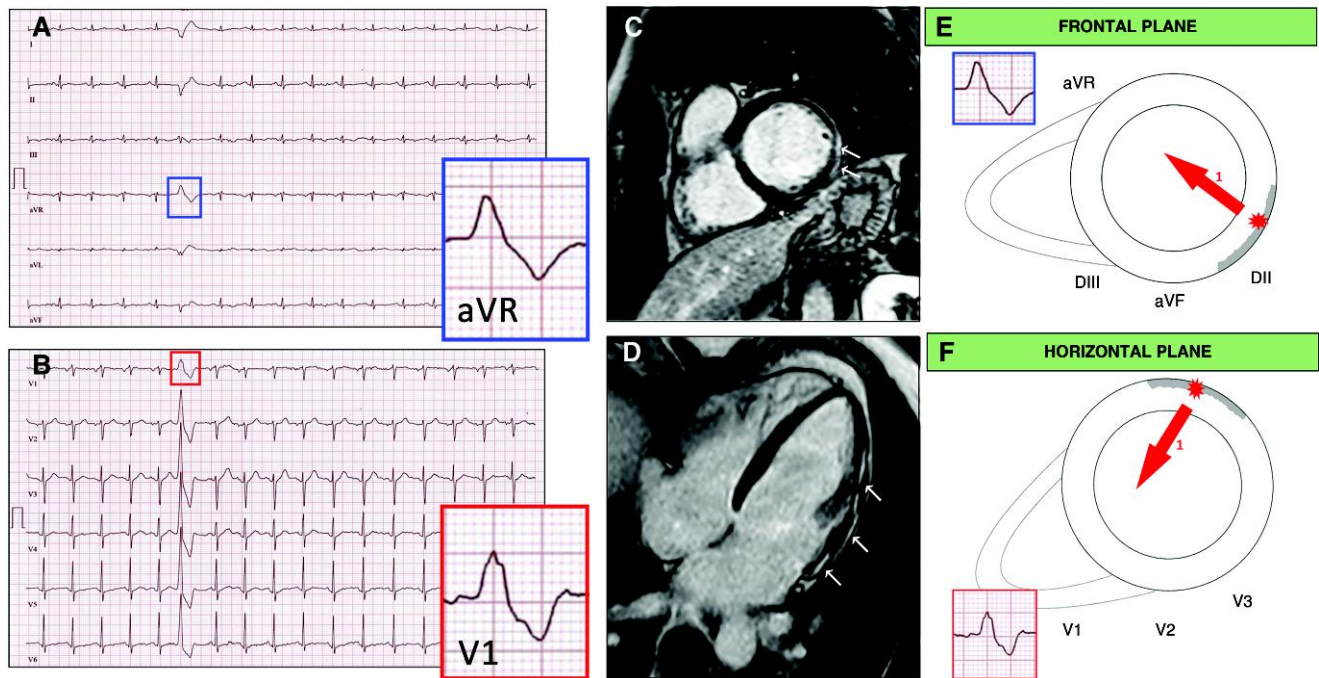 A
I
II
III
aVR
aVL
aVF
aVR
B
V1
V2
V3
V4
V5
V6
V1
C
D
E
FRONTAL PLANE
aVR
1
DIII
aVF
DII
F
HORIZONTAL PLANE
1
V1
V2
V3